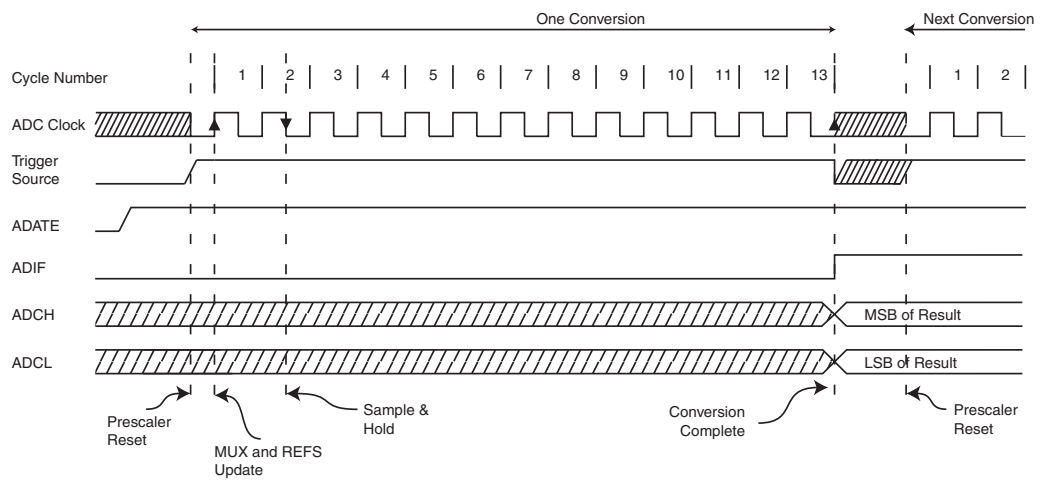 One Conversion
Next Conversion
Cycle Number
1 2 3 4 5 6 7 8 9 10 11 12 13 1 2
ADC Clock
Trigger
Source
ADATE
ADIF
ADCH
MSB of Result
ADCL
LSB of Result
Prescaler
Reset
MUX and REFS
Update
Sample &
Hold
Conversion
Complete
Prescaler
Reset